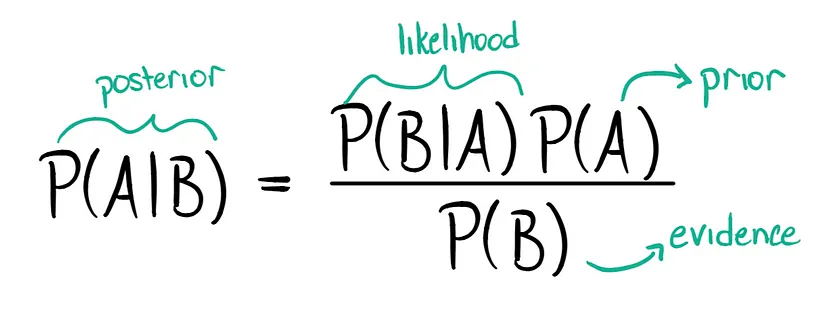 likelihood
posterior
prior
P(A|B) = P(B|A) P(A)
P(B)
evidence